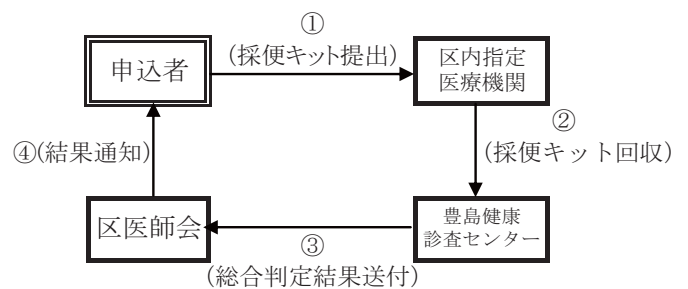 ①
(採便キット提出)
申込者
区内指定
医療機関
②
(採便キット回収)
④(結果通知)
区医師会
豊島健康
診査センター
③
(総合判定結果送付)